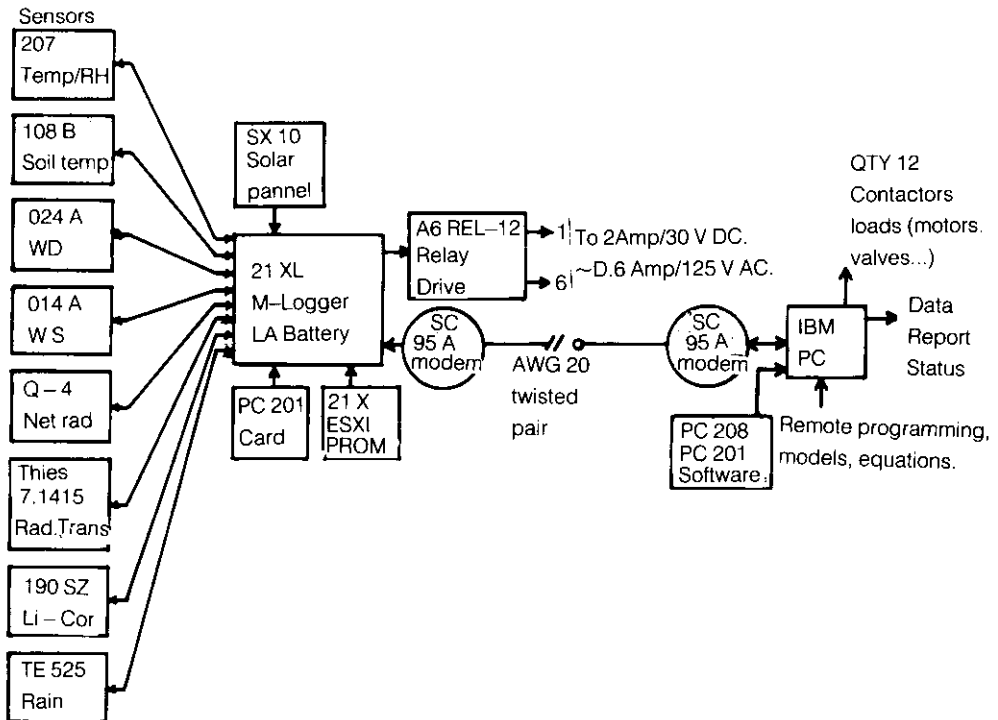 Sensors
207
Temp/RH
108 B
Soil temp
024 A
WD
014 A
W S
Q – 4
Net rad
Thies
7.1415
Rad.Trans
190 SZ
Li – Cor
TE 525
Rain
SX 10
Solar
pannel
21 XL
M–Logger
LA Battery
PC 201
Card
21 X
ESXI
PROM
A6 REL–12
Relay
Drive
1
6
To 2Amp/30 V DC.
~D.6 Amp/125 V AC.
SC
95 A
modem
AWG 20
twisted
pair
SC
95 A
modem
QTY 12
Contactors
loads (motors.
valves...)
IBM
PC
Data
Report
Status
PC 208
PC 201
Software
Remote programming,
models, equations.